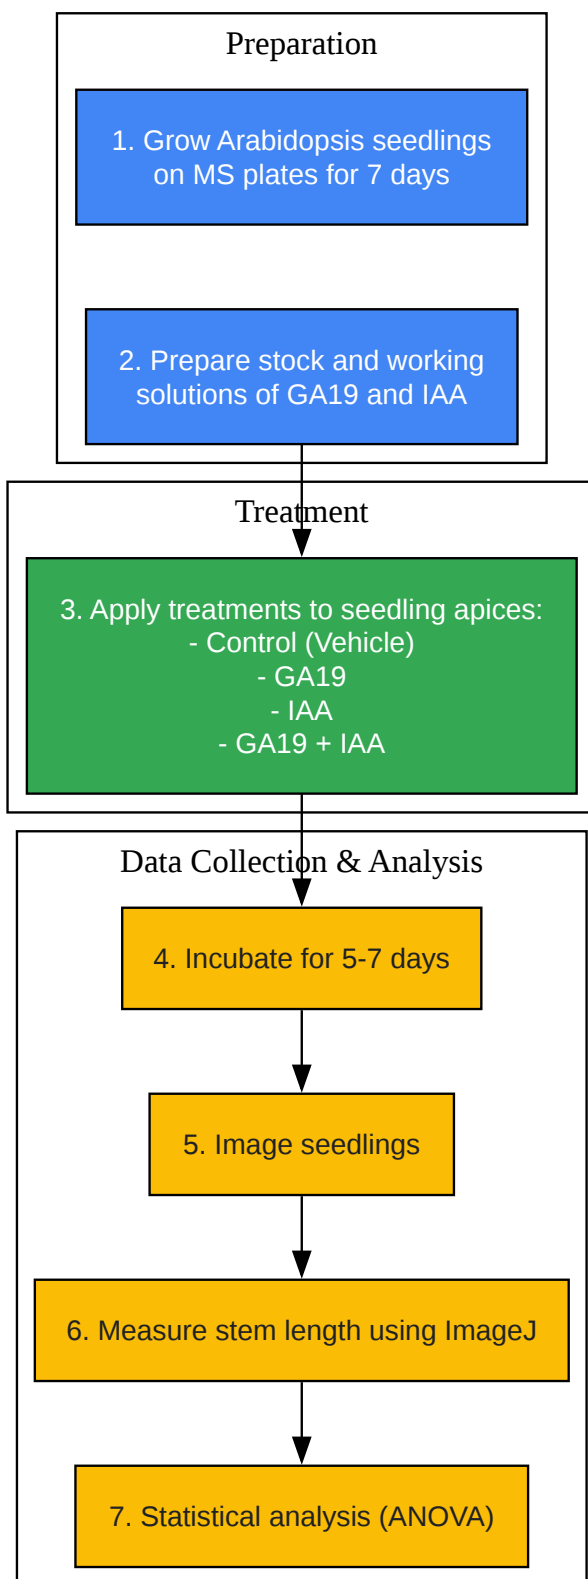 Preparation
1. Grow Arabidopsis seedlings
on MS plates for 7 days
2. Prepare stock and working
solutions of GA19 and IAA
Treatment
3. Apply treatments to seedling apices:
- Control (Vehicle)
- GA19
- IAA
- GA19 + IAA
Data Collection & Analysis
4. Incubate for 5-7 days
5. Image seedlings
6. Measure stem length using ImageJ
7. Statistical analysis (ANOVA)